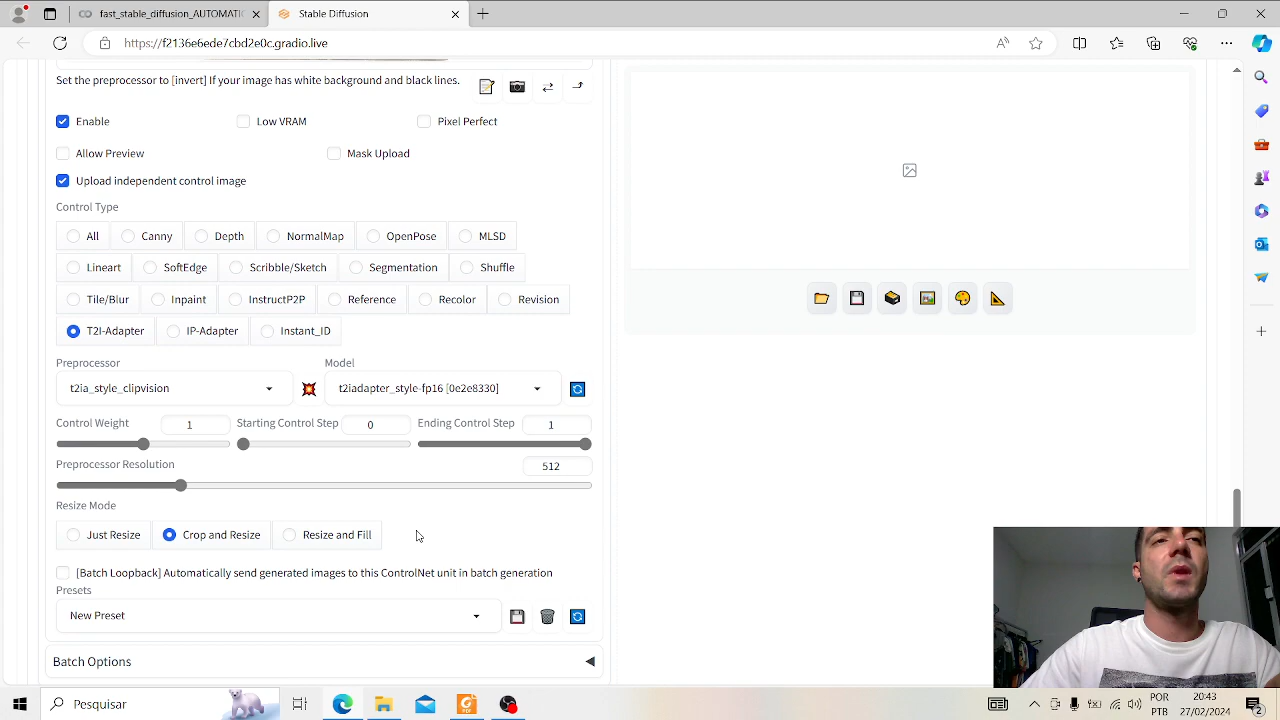 fast_stable_diffusion_AUTOMATIC
Stable Diffusion
https://f2136e6ede7cbd2e0c.gradio.live
Set the preprocessor to [invert] If your image has white background and black lines.
Enable
Low VRAM
Pixel Perfect
Allow Preview
Mask Upload
Upload independent control image
Control Type
All
Canny
Depth
NormalMap
OpenPose
MLSD
Lineart
SoftEdge
Scribble/Sketch
Segmentation
Shuffle
Tile/Blur
Inpaint
InstructP2P
Reference
Recolor
Revision
T2I-Adapter
IP-Adapter
Instant_ID
Preprocessor
Model
t2ia_style_clipvision
t2iadapter_style-fp16 [0e2e8330]
Control Weight
1
Starting Control Step
0
Ending Control Step
1
Preprocessor Resolution
512
Resize Mode
Just Resize
Crop and Resize
Resize and Fill
[Batch Loopback] Automatically send generated images to this ControlNet unit in batch generation
Presets
New Preset
Batch Options
Pesquisar
POR
PTB
20:43
27/02/2024
2